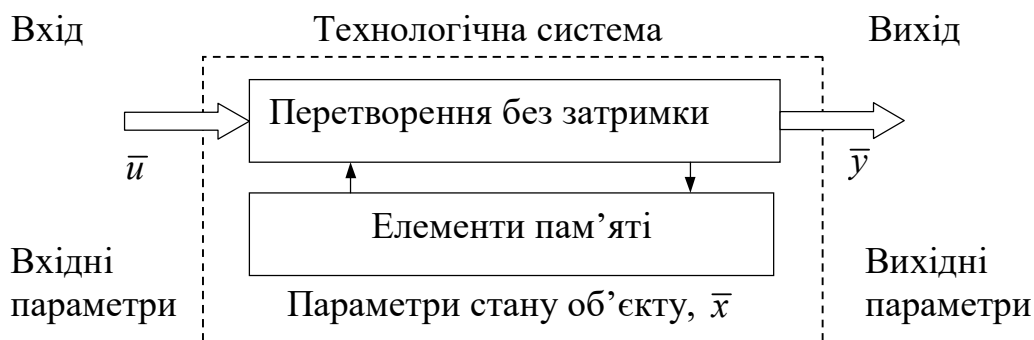 Вхід
Технологічна система
Вихід
Перетворення без затримки
u̅
y̅
Елементи пам’яті
Вхідні
параметри
Вихідні
параметри
Параметри стану об’єкту, x̅